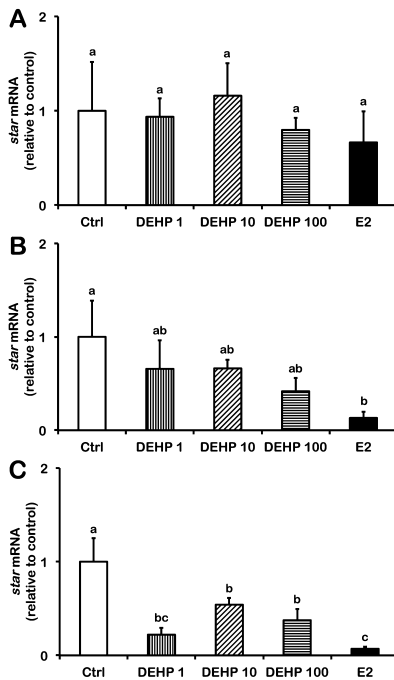 A
star mRNA
(relative to control)
2
1
0
a
a
a
a
a
Ctrl DEHP 1 DEHP 10 DEHP 100 E2
B
star mRNA
(relative to control)
2
1
0
a
ab
ab
ab
b
Ctrl DEHP 1 DEHP 10 DEHP 100 E2
C
star mRNA
(relative to control)
2
1
0
a
bc
b
b
c
Ctrl DEHP 1 DEHP 10 DEHP 100 E2